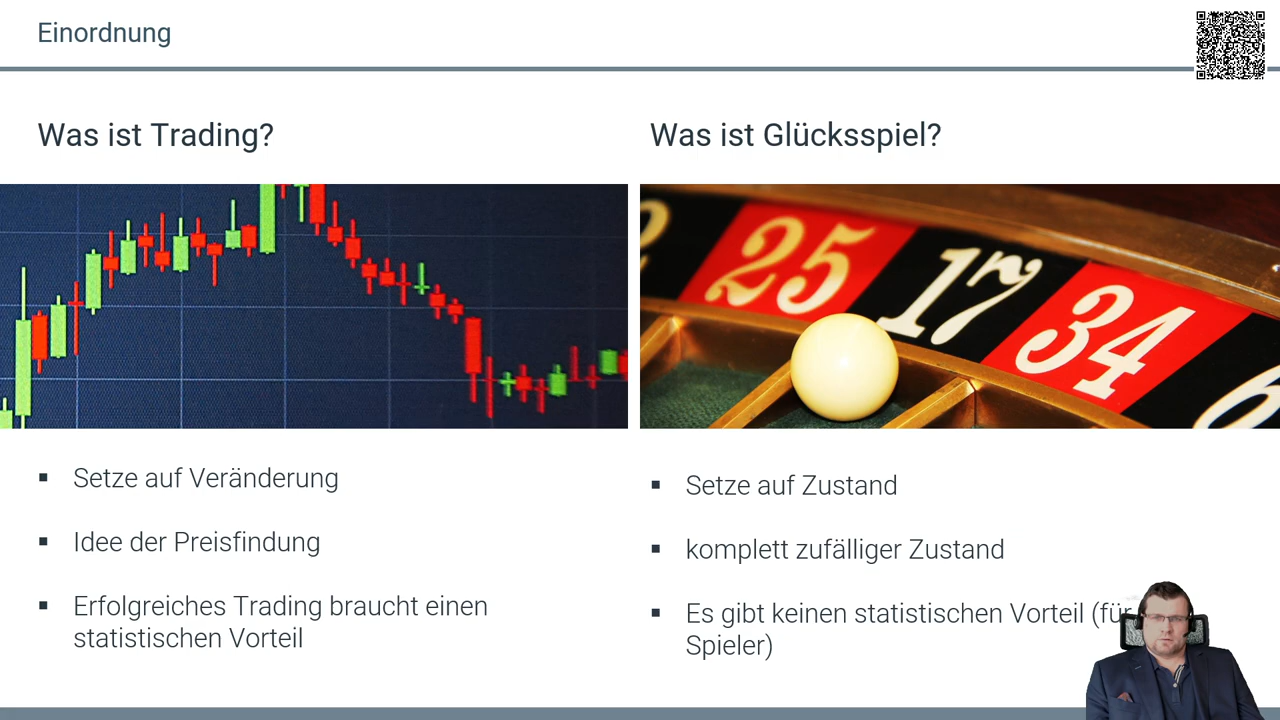 Einordnung
Was ist Trading?
Was ist Glücksspiel?
25
17
34
6
▪ Setze auf Veränderung
▪ Idee der Preisfindung
▪ Erfolgreiches Trading braucht einen
statistischen Vorteil
▪ Setze auf Zustand
▪ komplett zufälliger Zustand
▪ Es gibt keinen statistischen Vorteil (für
Spieler)